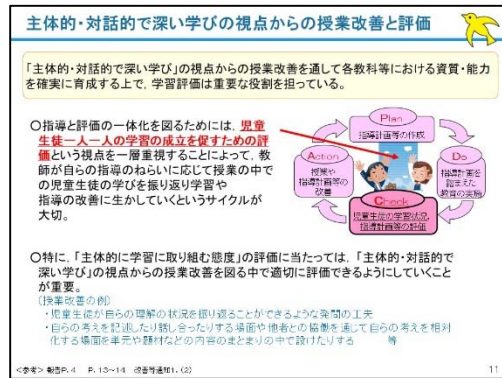 主体的・対話的で深い学びの視点からの授業改善と評価
「主体的・対話的で深い学び」の視点からの授業改善を通して各教科等における資質・能力
を確実に育成する上で、学習評価は重要な役割を担っている。
○指導と評価の一体化を図るためには、児童
生徒一人一人の学習の成立を促すための評
価という視点を一層重視することによって、教
師が自らの指導のねらいに応じて授業の中で
の児童生徒の学びを振り返り学習や
指導の改善に生かしていくというサイクルが
大切。
Plan
指導計画等の作成
Action
授業や
指導計画等の
改善
Do
指導計画を
踏まえた
教育の実施
Check
児童生徒の学習状況、
指導計画等の評価
○特に、「主体的に学習に取り組む態度」の評価に当たっては、「主体的・対話的
で深い学び」の視点からの授業改善を図る中で適切に評価できるようにしていくこと
が重要。
（授業改善の例）
・児童生徒が自らの理解の状況を振り返ることができるような発問の工夫
・自らの考えを記述したり話し合ったりする場面や他者との協働を通じて自らの考えを相対
化する場面を単元や題材などの内容のまとまりの中で設けたりする　等
＜参考＞ 報告P.4　P.13～14　改善等通知1.(2)
11